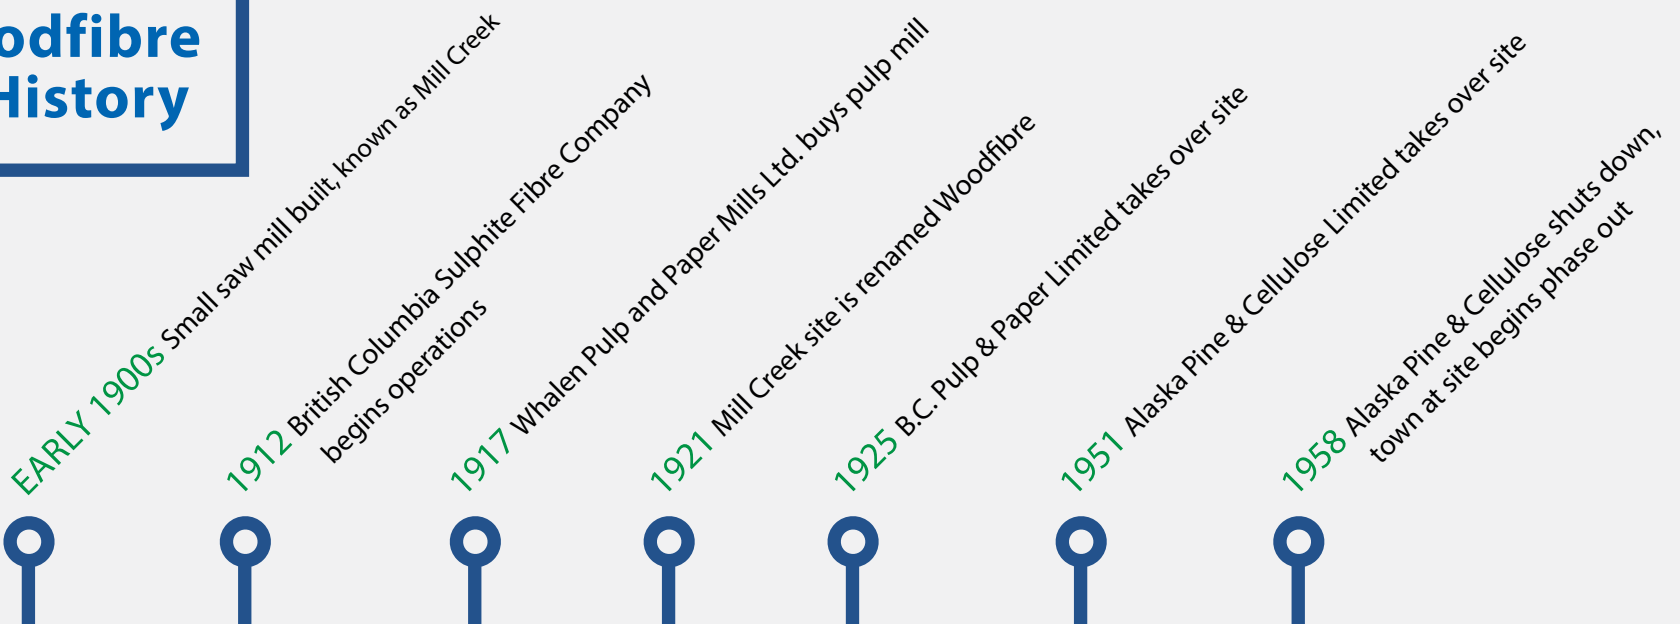 odfibre
History
EARLY 1900s Small saw mill built, known as Mill Creek
1912 British Columbia Sulphite Fibre Company
begins operations
1917 Whalen Pulp and Paper Mills Ltd. buys pulp mill
1921 Mill Creek site is renamed Woodfibre
1925 B.C. Pulp & Paper Limited takes over site
1951 Alaska Pine & Cellulose Limited takes over site
1958 Alaska Pine & Cellulose shuts down,
town at site begins phase out